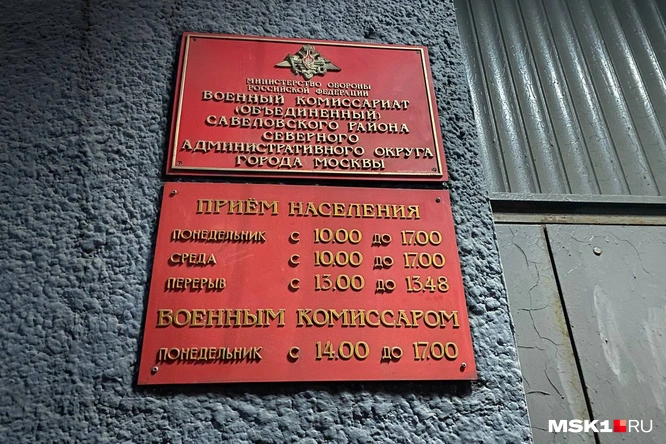 МИНИСТЕРСТВО ОБОРОНЫ
РОССИЙСКОЙ ФЕДЕРАЦИИ
ВОЕННЫЙ КОМИССАРИАТ
(ОБЪЕДИНЕННЫЙ)
САВЕЛОВСКОГО РАЙОНА
СЕВЕРНОГО
АДМИНИСТРАТИВНОГО ОКРУГА
ГОРОДА МОСКВЫ
ПРИЁМ НАСЕЛЕНИЯ
ПОНЕДЕЛЬНИК С 10.00 ДО 17.00
СРЕДА С 10.00 ДО 17.00
ПЕРЕРЫВ С 13.00 ДО 13.48
ВОЕННЫМ КОМИССАРОМ
ПОНЕДЕЛЬНИК С 14.00 ДО 17.00
MSK1.RU